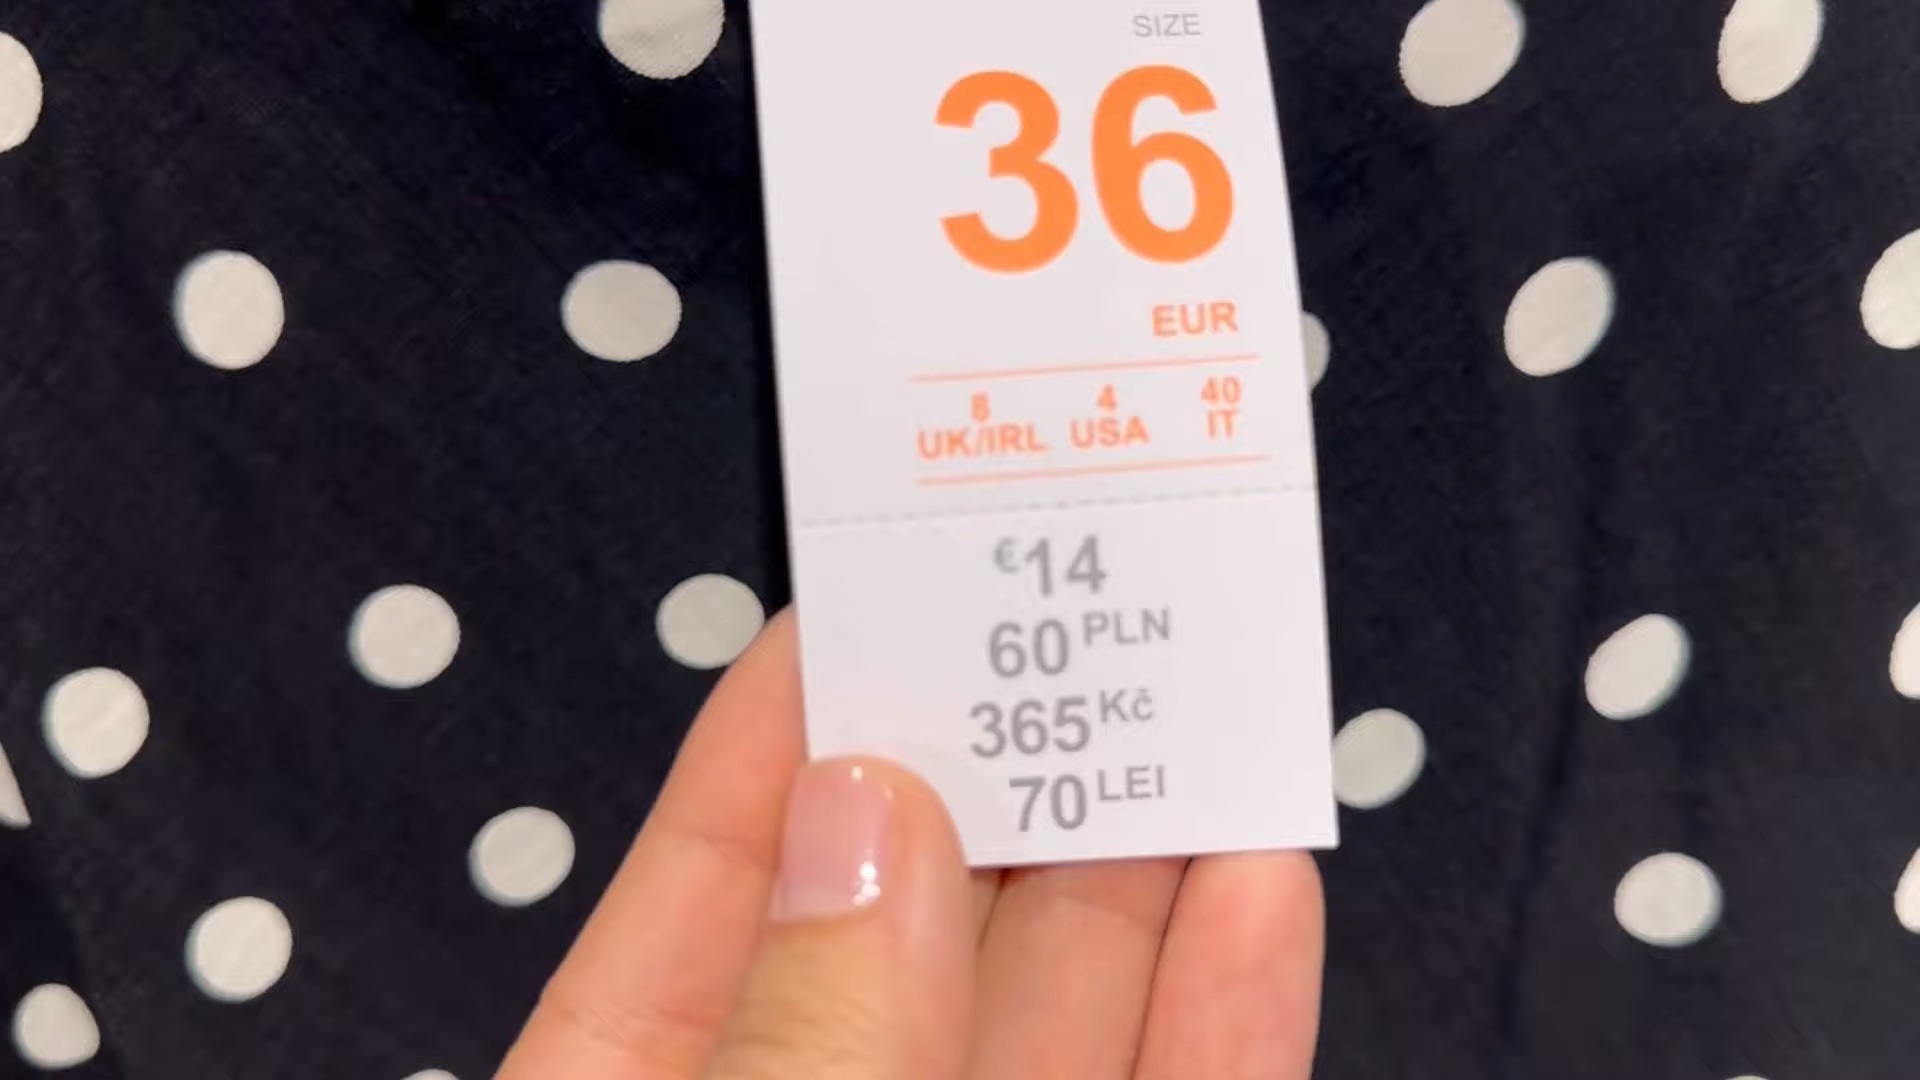 SIZE
36
EUR
8 4 40
UK/IRL USA IT
€14
60 PLN
365 Kč
70 LEI